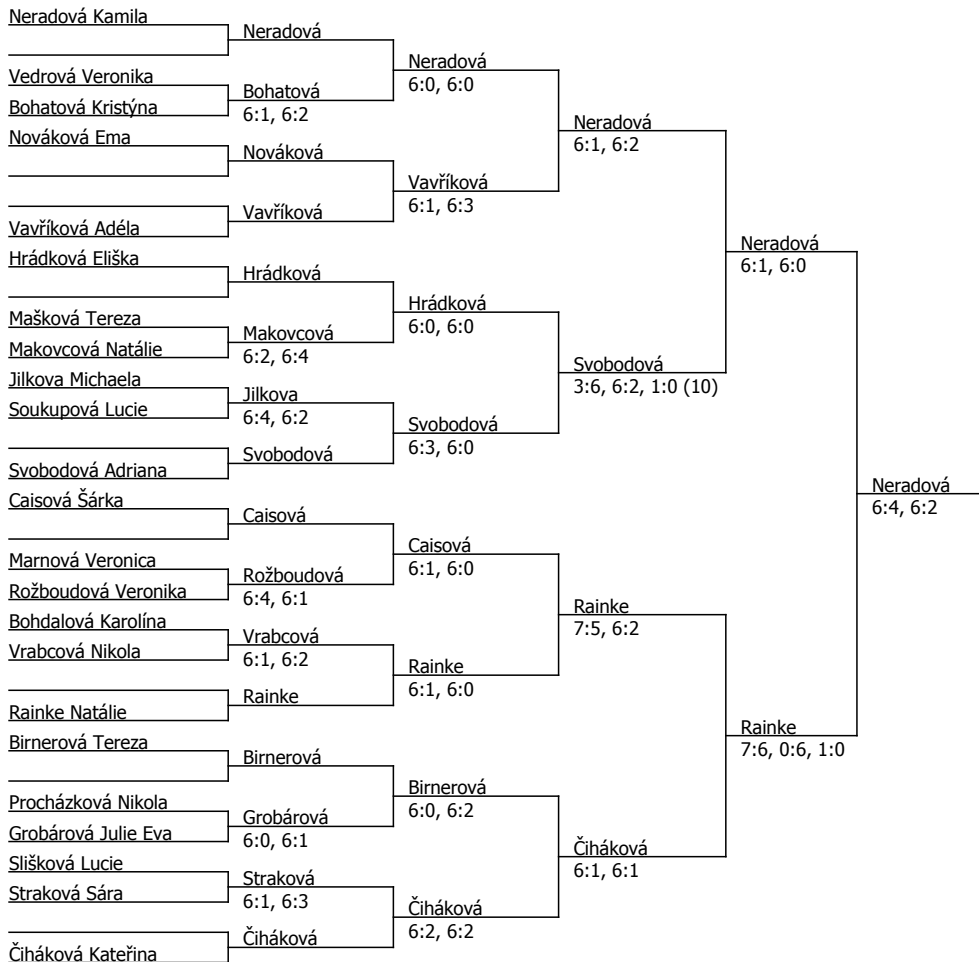 Neradová Kamila
Neradová
Neradová
6:0, 6:0
Vedrová Veronika
Bohatová
6:1, 6:2
Bohatová Kristýna
Neradová
6:1, 6:2
Nováková Ema
Nováková
Vavříková
6:1, 6:3
Vavříková
Vavříková Adéla
Neradová
6:1, 6:0
Hrádková Eliška
Hrádková
Hrádková
6:0, 6:0
Mašková Tereza
Makovcová
6:2, 6:4
Makovcová Natálie
Svobodová
3:6, 6:2, 1:0 (10)
Jilkova Michaela
Jilkova
6:4, 6:2
Soukupová Lucie
Svobodová
6:3, 6:0
Svobodová
Svobodová Adriana
Neradová
6:4, 6:2
Caisová Šárka
Caisová
Caisová
6:1, 6:0
Marnová Veronica
Rožboudová
6:4, 6:1
Rožboudová Veronika
Rainke
7:5, 6:2
Bohdalová Karolína
Vrabcová
6:1, 6:2
Vrabcová Nikola
Rainke
6:1, 6:0
Rainke
Rainke Natálie
Rainke
7:6, 0:6, 1:0
Birnerová Tereza
Birnerová
Birnerová
6:0, 6:2
Procházková Nikola
Grobárová
6:0, 6:1
Grobárová Julie Eva
Čiháková
6:1, 6:1
Slišková Lucie
Straková
6:1, 6:3
Straková Sára
Čiháková
6:2, 6:2
Čiháková
Čiháková Kateřina